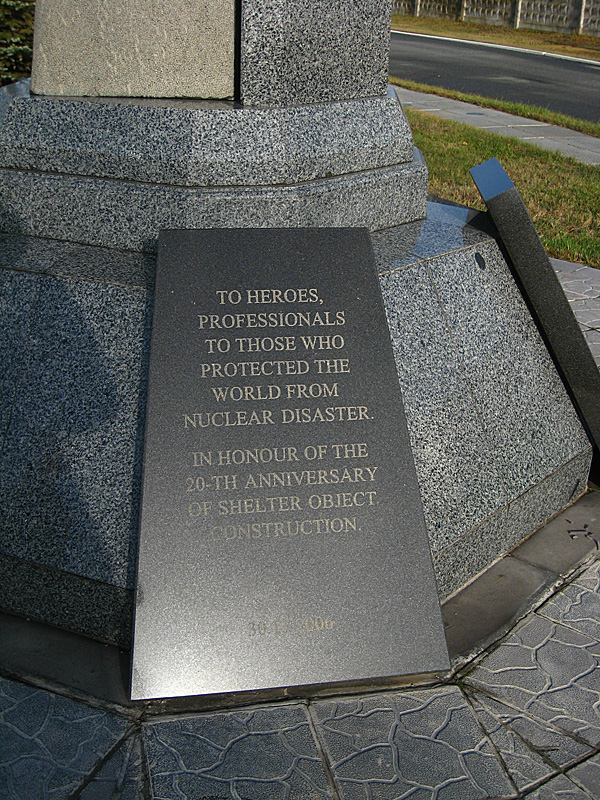 TO HEROES,
PROFESSIONALS
TO THOSE WHO
PROTECTED THE
WORLD FROM
NUCLEAR DISASTER.
IN HONOUR OF THE
20-TH ANNIVERSARY
OF SHELTER OBJECT
CONSTRUCTION.